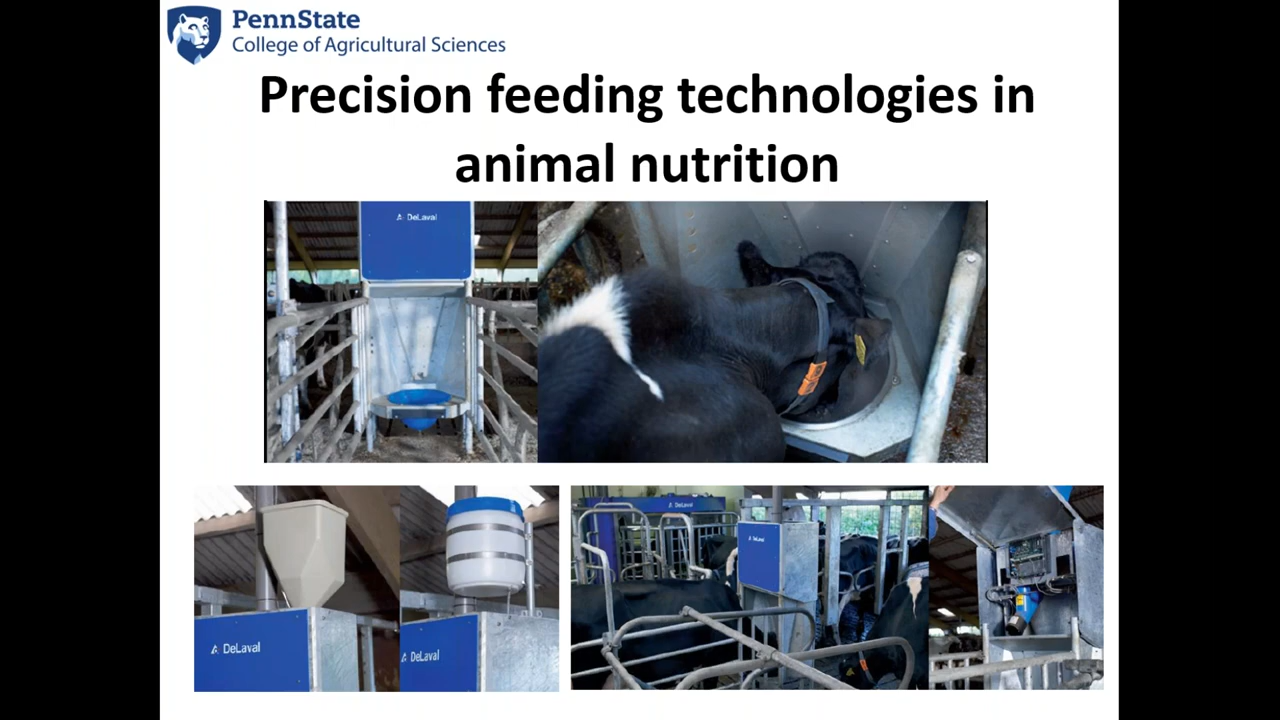 PennState
College of Agricultural Sciences
Precision feeding technologies in
animal nutrition
DeLaval
DeLaval
DeLaval
DeLaval
DeLaval